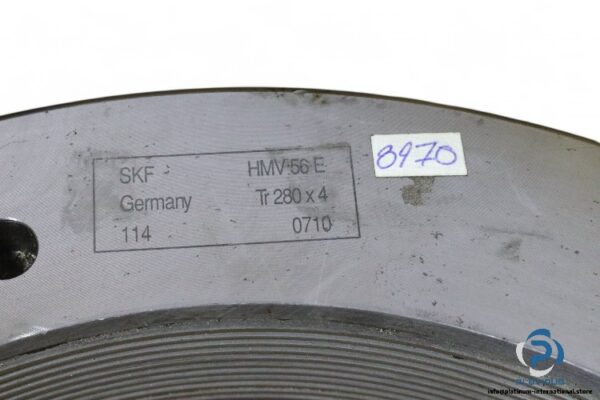 SKF HMV 56 E
Germany Tr 280 x 4
114 0710
8970
info@platinum-international.store